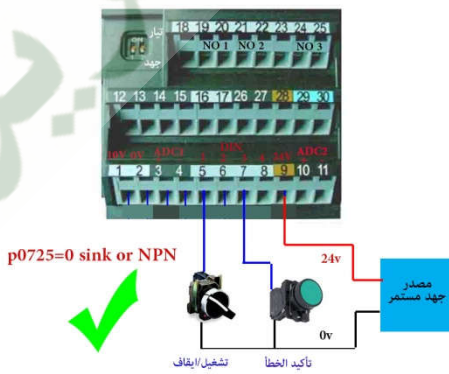 ON
تيار
جهد
18 19 20 21 22 23 24 25
NO 1 NO 2 NO 3
12 13 14 15 16 17 26 27 28 29 30
10V 0V ADC1 DIN 24V ADC2
1 2 3 4 5 6 7 8 9 10 11
p0725=0 sink or NPN
24v
مصدر
جهد مستمر
0v
تشغيل/ايقاف
تأكيد الخطأ